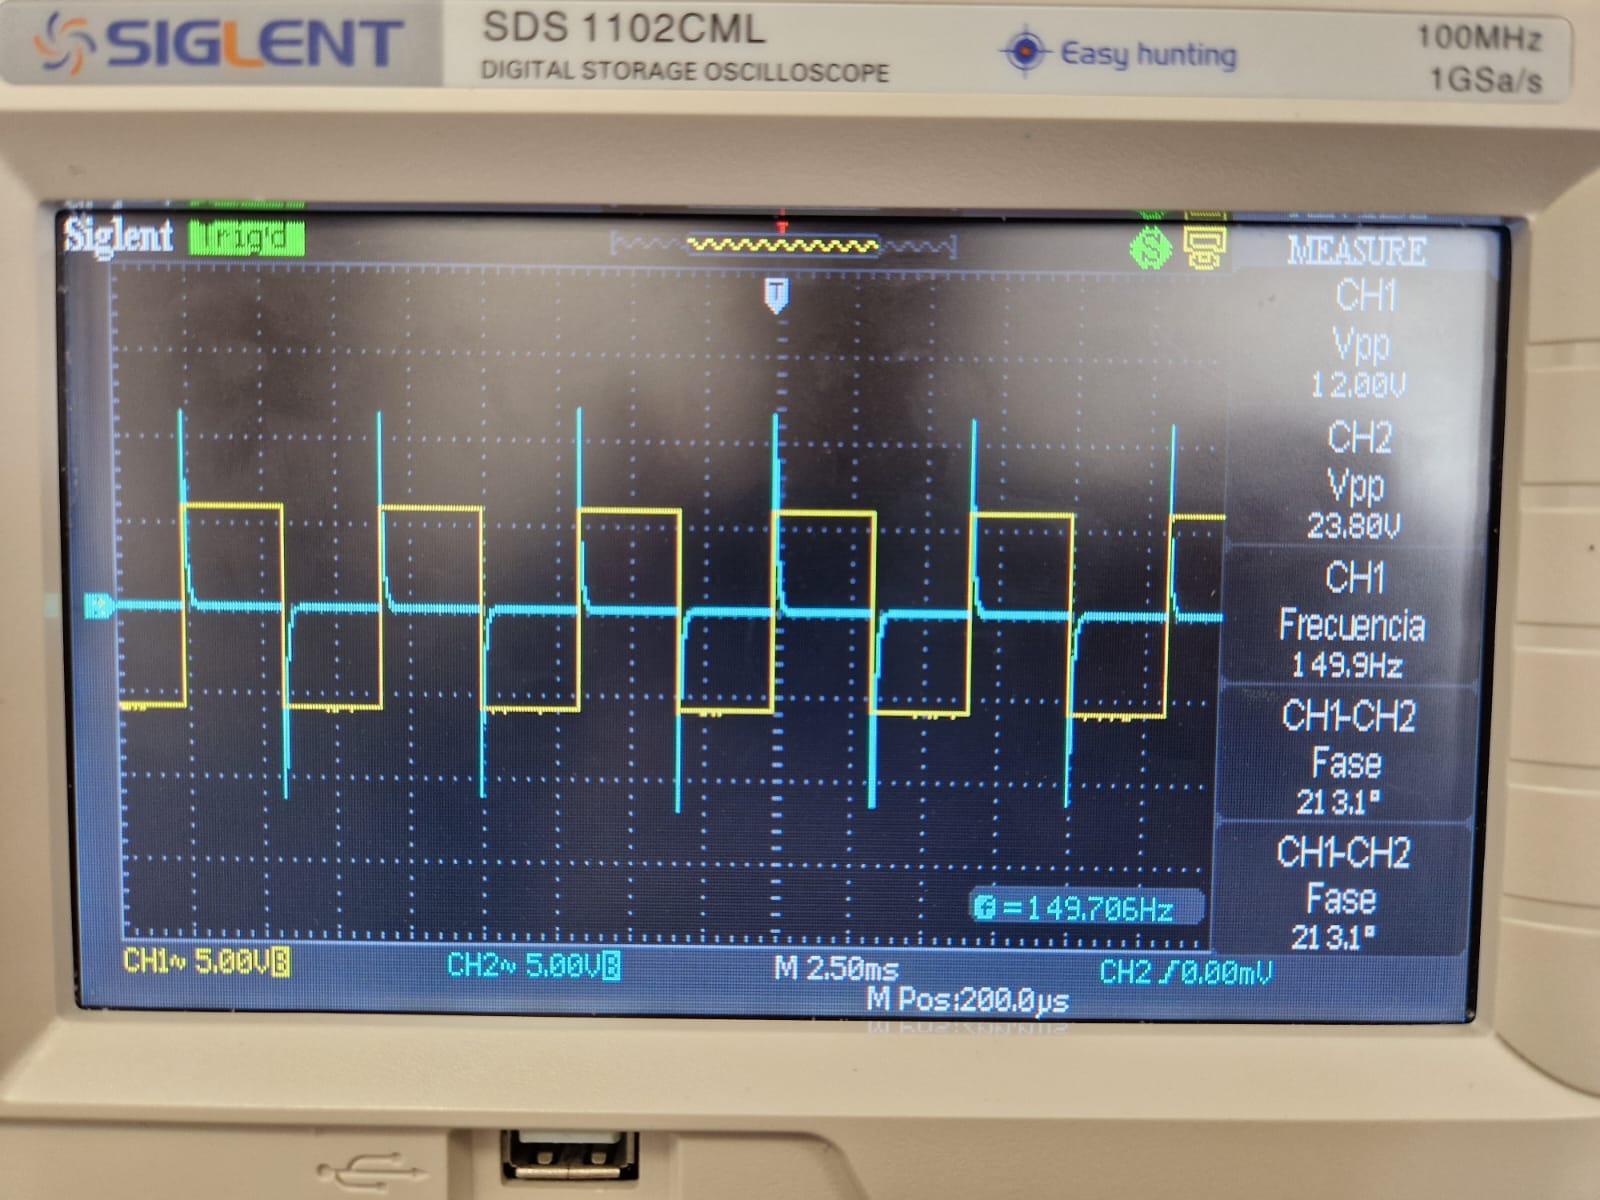 SIGLENT
SDS 1102CML
DIGITAL STORAGE OSCILLOSCOPE
Easy hunting
100MHz
1GSa/s
Siglent Trig'd
T
MEASURE
CH1
Vpp
12.00V
CH2
Vpp
23.80V
CH1
Frecuencia
149.9Hz
CH1-CH2
Fase
213.1°
CH1-CH2
Fase
213.1°
f =149.706Hz
CH1~ 5.00VB CH2~ 5.00VB M 2.50ms CH2 /0.00mV
M Pos:200.0µs